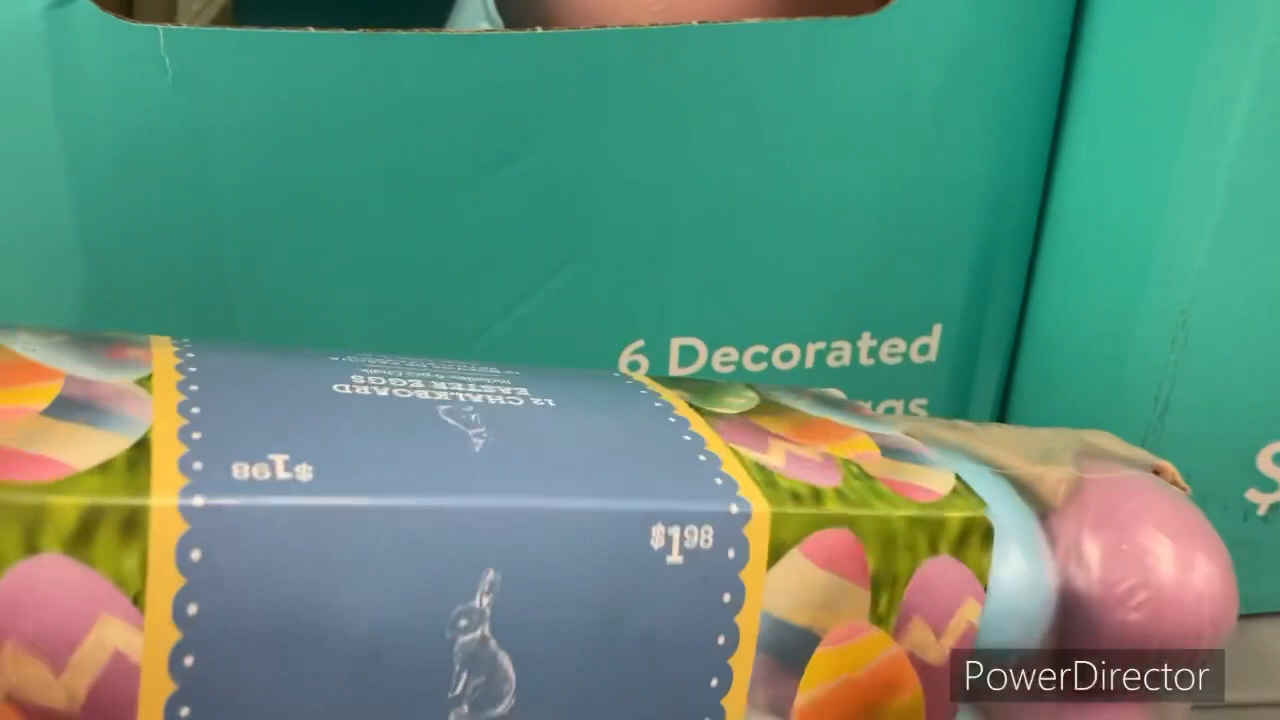 6 Decorated
12 CHALKBOARD
EASTER EGGS
$1.98
$1.98
$
PowerDirector